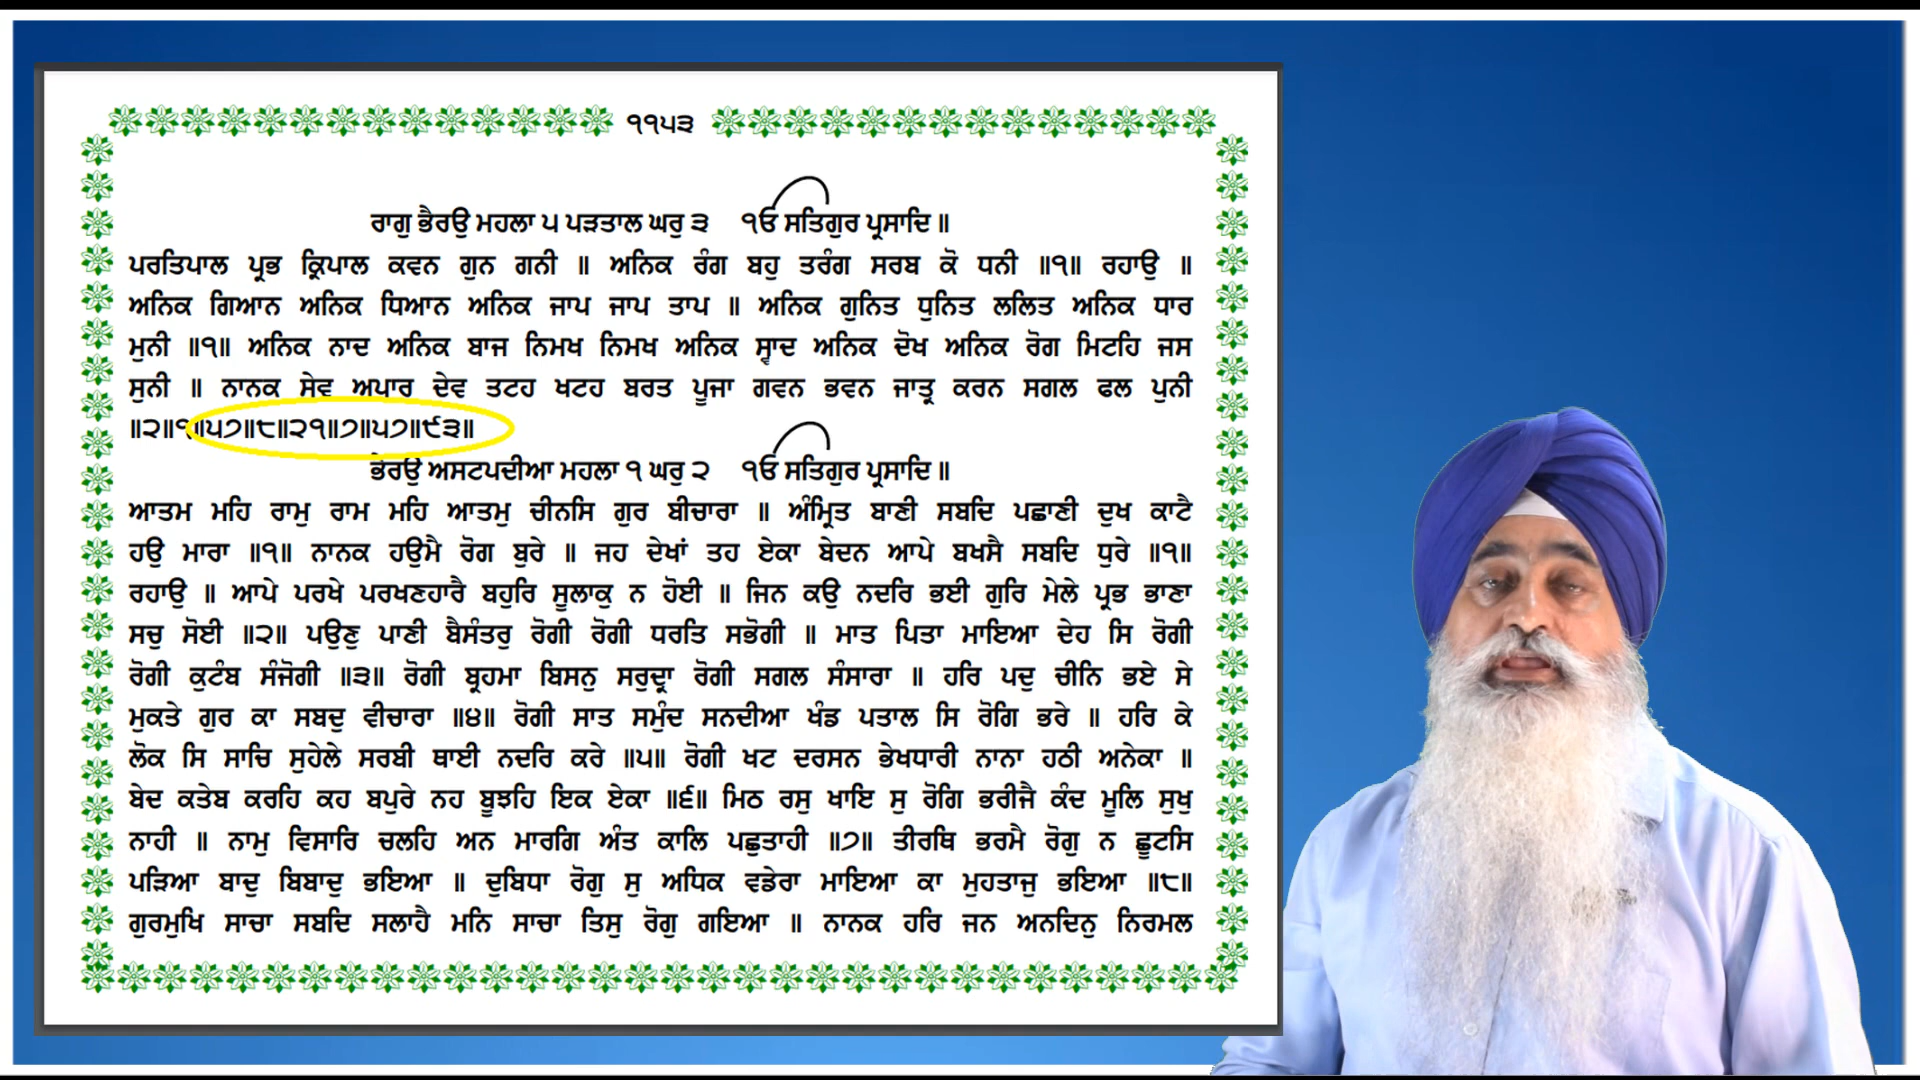 ੧੧੫੩
ਰਾਗੁ ਭੈਰਉ ਮਹਲਾ ੫ ਪੜਤਾਲ ਘਰੁ ੩ ੴ ਸਤਿਗੁਰ ਪ੍ਰਸਾਦਿ ॥
ਪਰਤਿਪਾਲ ਪ੍ਰਭ ਕ੍ਰਿਪਾਲ ਕਵਨ ਗੁਨ ਗਨੀ ॥ ਅਨਿਕ ਰੰਗ ਬਹੁ ਤਰੰਗ ਸਰਬ ਕੋ ਧਨੀ ॥੧॥ ਰਹਾਉ ॥
ਅਨਿਕ ਗਿਆਨ ਅਨਿਕ ਧਿਆਨ ਅਨਿਕ ਜਾਪ ਜਾਪ ਤਾਪ ॥ ਅਨਿਕ ਗੁਨਿਤ ਧੁਨਿਤ ਲਲਿਤ ਅਨਿਕ ਧਾਰ
ਮੁਨੀ ॥੧॥ ਅਨਿਕ ਨਾਦ ਅਨਿਕ ਬਾਜ ਨਿਮਖ ਨਿਮਖ ਅਨਿਕ ਸ੍ਵਾਦ ਅਨਿਕ ਦੋਖ ਅਨਿਕ ਰੋਗ ਮਿਟਹਿ ਜਸ
ਸੁਨੀ ॥ ਨਾਨਕ ਸੇਵ ਅਪਾਰ ਦੇਵ ਤਟਹ ਖਟਹ ਬਰਤ ਪੂਜਾ ਗਵਨ ਭਵਨ ਜਾਤ੍ਰ ਕਰਨ ਸਗਲ ਫਲ ਪੁਨੀ
॥੨॥੧॥੫੭॥੮॥੨੧॥੭॥੫੭॥੯੩॥
ਭੈਰਉ ਅਸਟਪਦੀਆ ਮਹਲਾ ੧ ਘਰੁ ੨ ੴ ਸਤਿਗੁਰ ਪ੍ਰਸਾਦਿ ॥
ਆਤਮ ਮਹਿ ਰਾਮੁ ਰਾਮ ਮਹਿ ਆਤਮੁ ਚੀਨਸਿ ਗੁਰ ਬੀਚਾਰਾ ॥ ਅੰਮ੍ਰਿਤ ਬਾਣੀ ਸਬਦਿ ਪਛਾਣੀ ਦੁਖ ਕਾਟੈ
ਹਉ ਮਾਰਾ ॥੧॥ ਨਾਨਕ ਹਉਮੈ ਰੋਗ ਬੁਰੇ ॥ ਜਹ ਦੇਖਾਂ ਤਹ ਏਕਾ ਬੇਦਨ ਆਪੇ ਬਖਸੈ ਸਬਦਿ ਧੁਰੇ ॥੧॥
ਰਹਾਉ ॥ ਆਪੇ ਪਰਖੇ ਪਰਖਣਹਾਰੈ ਬਹੁਰਿ ਸੂਲਾਕੁ ਨ ਹੋਈ ॥ ਜਿਨ ਕਉ ਨਦਰਿ ਭਈ ਗੁਰਿ ਮੇਲੇ ਪ੍ਰਭ ਭਾਣਾ
ਸਚੁ ਸੋਈ ॥੨॥ ਪਉਣੁ ਪਾਣੀ ਬੈਸੰਤਰੁ ਰੋਗੀ ਰੋਗੀ ਧਰਤਿ ਸਭੋਗੀ ॥ ਮਾਤ ਪਿਤਾ ਮਾਇਆ ਦੇਹ ਸਿ ਰੋਗੀ
ਰੋਗੀ ਕੁਟੰਬ ਸੰਜੋਗੀ ॥੩॥ ਰੋਗੀ ਬ੍ਰਹਮਾ ਬਿਸਨੁ ਸਰੁਦ੍ਰਾ ਰੋਗੀ ਸਗਲ ਸੰਸਾਰਾ ॥ ਹਰਿ ਪਦੁ ਚੀਨਿ ਭਏ ਸੇ
ਮੁਕਤੇ ਗੁਰ ਕਾ ਸਬਦੁ ਵੀਚਾਰਾ ॥੪॥ ਰੋਗੀ ਸਾਤ ਸਮੁੰਦ ਸਨਦੀਆ ਖੰਡ ਪਤਾਲ ਸਿ ਰੋਗਿ ਭਰੇ ॥ ਹਰਿ ਕੇ
ਲੋਕ ਸਿ ਸਾਚਿ ਸੁਹੇਲੇ ਸਰਬੀ ਥਾਈ ਨਦਰਿ ਕਰੇ ॥੫॥ ਰੋਗੀ ਖਟ ਦਰਸਨ ਭੇਖਧਾਰੀ ਨਾਨਾ ਹਠੀ ਅਨੇਕਾ ॥
ਬੇਦ ਕਤੇਬ ਕਰਹਿ ਕਹ ਬਪੁਰੇ ਨਹ ਬੂਝਹਿ ਇਕ ਏਕਾ ॥੬॥ ਮਿਠ ਰਸੁ ਖਾਇ ਸੁ ਰੋਗਿ ਭਰੀਜੈ ਕੰਦ ਮੂਲਿ ਸੁਖੁ
ਨਾਹੀ ॥ ਨਾਮੁ ਵਿਸਾਰਿ ਚਲਹਿ ਅਨ ਮਾਰਗਿ ਅੰਤ ਕਾਲਿ ਪਛੁਤਾਹੀ ॥੭॥ ਤੀਰਥਿ ਭਰਮੈ ਰੋਗੁ ਨ ਛੂਟਸਿ
ਪੜਿਆ ਬਾਦੁ ਬਿਬਾਦੁ ਭਇਆ ॥ ਦੁਬਿਧਾ ਰੋਗੁ ਸੁ ਅਧਿਕ ਵਡੇਰਾ ਮਾਇਆ ਕਾ ਮੁਹਤਾਜੁ ਭਇਆ ॥੮॥
ਗੁਰਮੁਖਿ ਸਾਚਾ ਸਬਦਿ ਸਲਾਹੈ ਮਨਿ ਸਾਚਾ ਤਿਸੁ ਰੋਗੁ ਗਇਆ ॥ ਨਾਨਕ ਹਰਿ ਜਨ ਅਨਦਿਨੁ ਨਿਰਮਲ